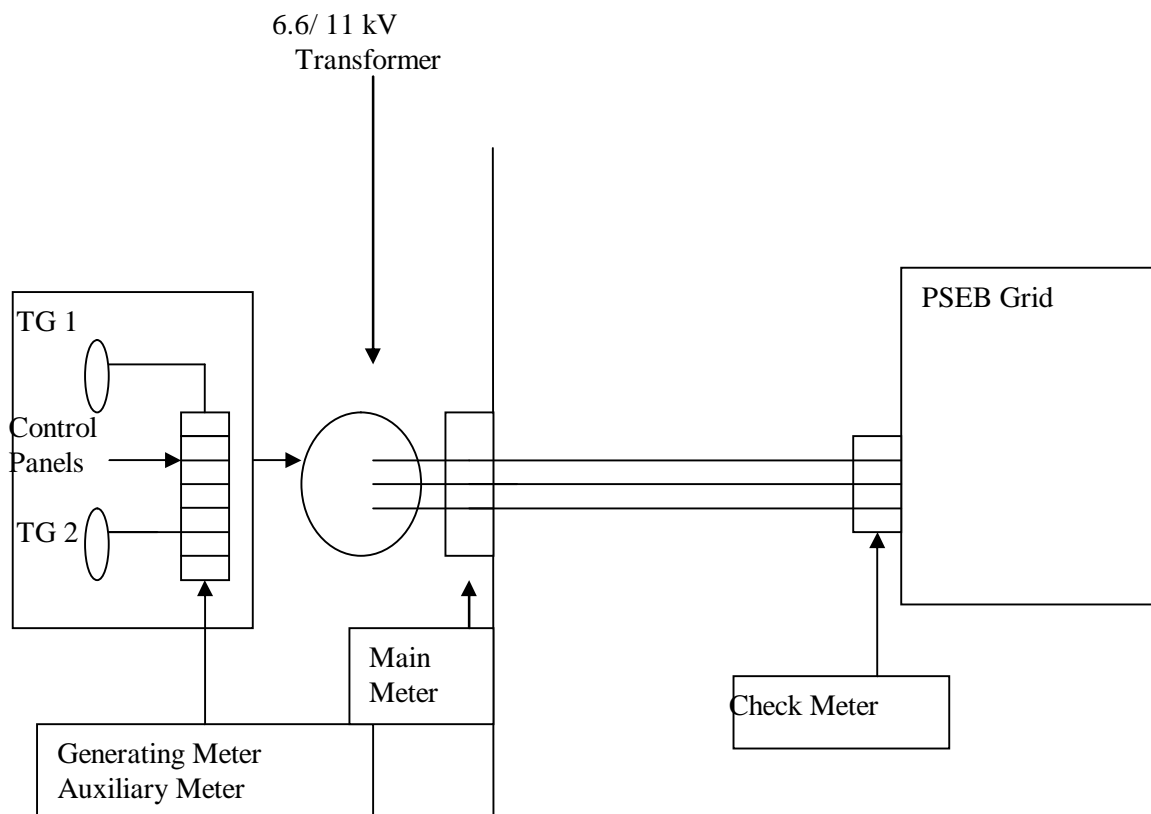 6.6/ 11 kV
Transformer
PSEB Grid
TG 1
Control
Panels
TG 2
Main
Meter
Check Meter
Generating Meter
Auxiliary Meter